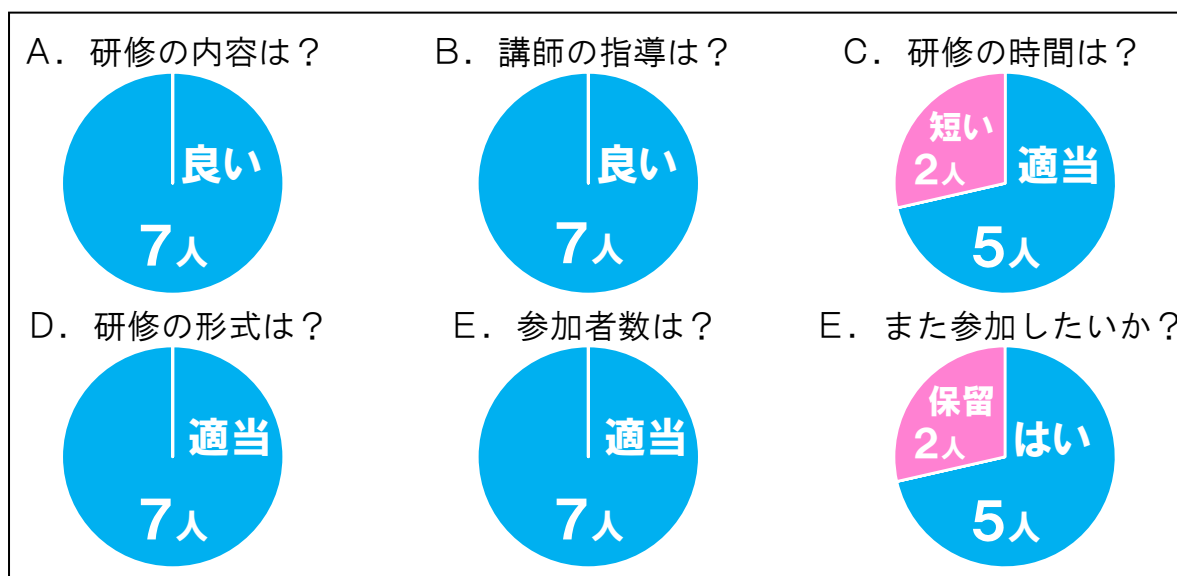 A．研修の内容は？
良い
7人
B．講師の指導は？
良い
7人
C．研修の時間は？
短い
2人
適当
5人
D．研修の形式は？
適当
7人
E．参加者数は？
適当
7人
E．また参加したいか？
保留
2人
はい
5人